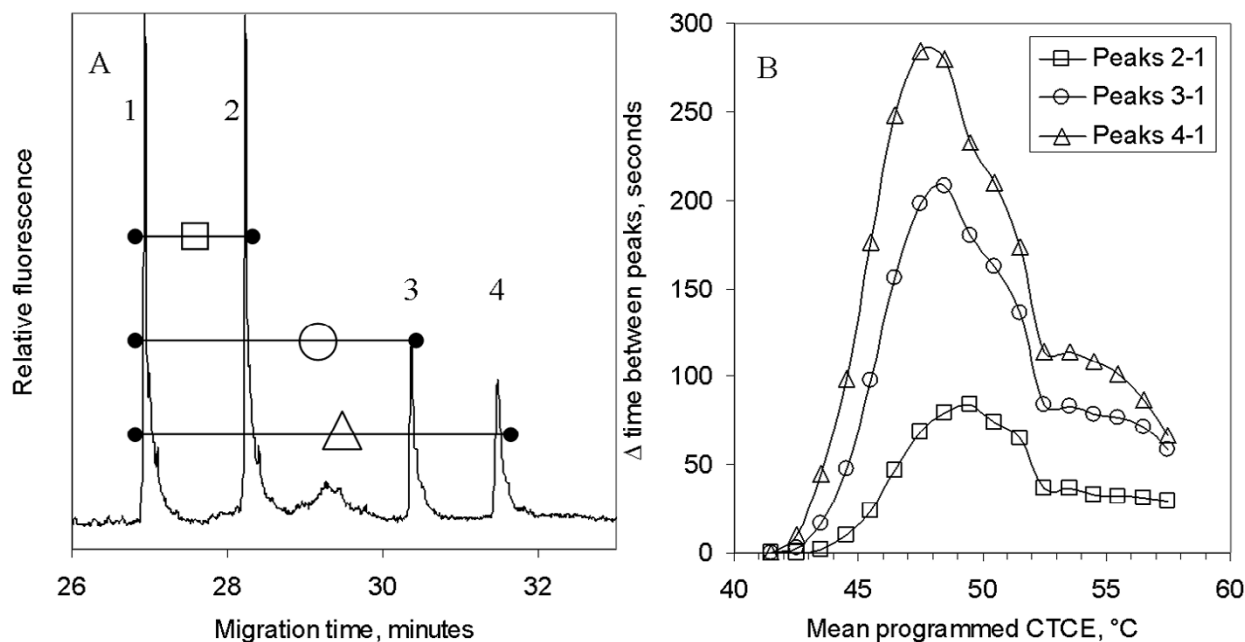 A
1
2
3
4
Relative fluorescence
26
28
30
32
Migration time, minutes
B
Peaks 2-1
Peaks 3-1
Peaks 4-1
Δ time between peaks, seconds
300
250
200
150
100
50
0
40
45
50
55
60
Mean programmed CTCE, °C